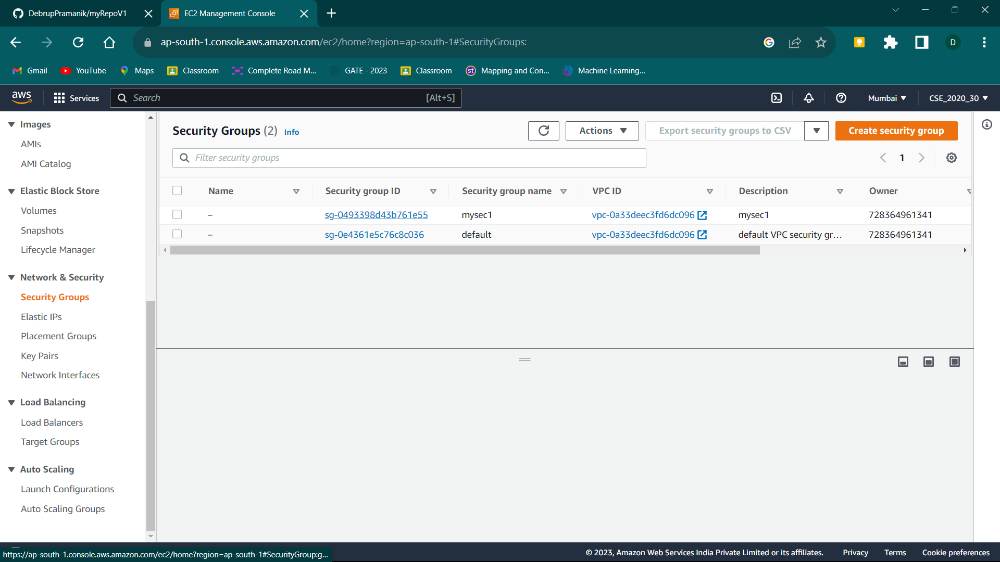 DebrupPramanik/myRepoV1
EC2 Management Console
ap-south-1.console.aws.amazon.com/ec2/home?region=ap-south-1#SecurityGroups:
D
Gmail
YouTube
Maps
Classroom
Complete Road M...
GATE - 2023
Classroom
st
Mapping and Con...
Machine Learning...
aws
Services
Search
[Alt+S]
Mumbai
CSE_2020_30
Images
AMIs
AMI Catalog
Elastic Block Store
Volumes
Snapshots
Lifecycle Manager
Network & Security
Security Groups
Elastic IPs
Placement Groups
Key Pairs
Network Interfaces
Load Balancing
Load Balancers
Target Groups
Auto Scaling
Launch Configurations
Auto Scaling Groups
Security Groups (2) Info
Actions
Export security groups to CSV
Create security group
Filter security groups
1
Name Security group ID Security group name VPC ID Description Owner
– sg-0493398d43b761e55 mysec1 vpc-0a33deec3fd6dc096 mysec1 728364961341
– sg-0e4361e5c76c8c036 default vpc-0a33deec3fd6dc096 default VPC security gr... 728364961341
https://ap-south-1.console.aws.amazon.com/ec2/home?region=ap-south-1#SecurityGroup:g...
© 2023, Amazon Web Services India Private Limited or its affiliates.
Privacy
Terms
Cookie preferences